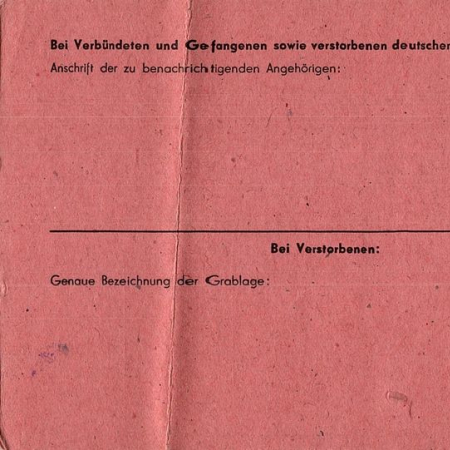 Bei Verbündeten und Gefangenen sowie verstorbenen deutschen
Anschrift der zu benachrichtigenden Angehörigen:
Bei Verstorbenen:
Genaue Bezeichnung der Grablage: